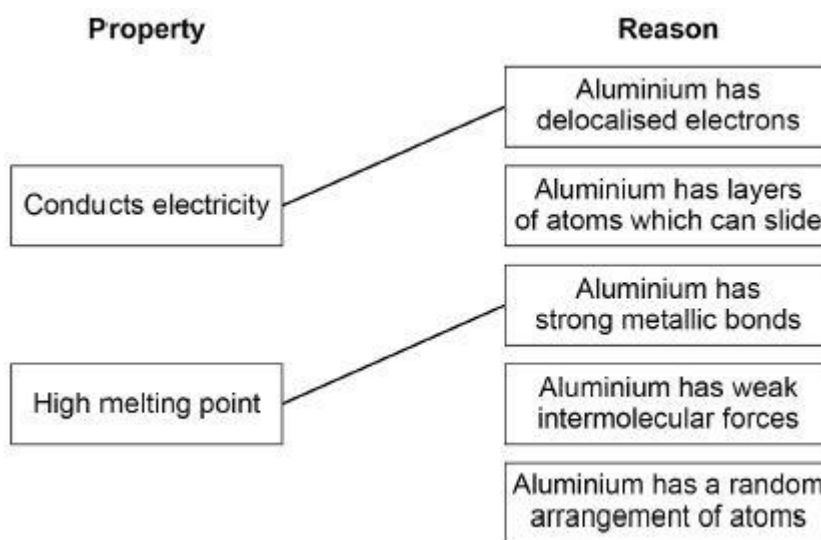 Property
Reason
Aluminium has
delocalised electrons
Conducts electricity
Aluminium has layers
of atoms which can slide
Aluminium has
strong metallic bonds
High melting point
Aluminium has weak
intermolecular forces
Aluminium has a random
arrangement of atoms